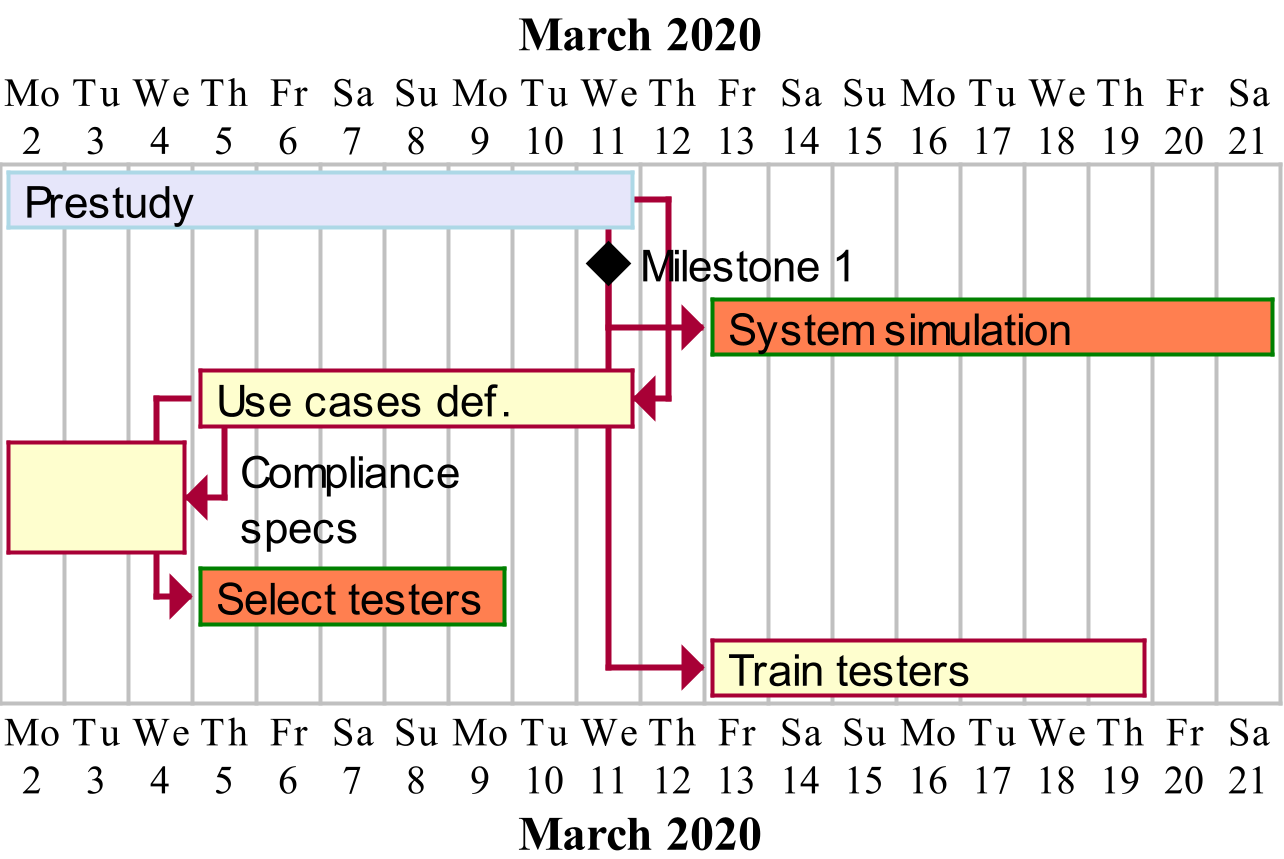 March 2020
Mo Tu We Th Fr Sa Su Mo Tu We Th Fr Sa Su Mo Tu We Th Fr Sa
2 3 4 5 6 7 8 9 10 11 12 13 14 15 16 17 18 19 20 21
Prestudy
Milestone 1
System simulation
Use cases def.
Compliance
specs
Select testers
Train testers
Mo Tu We Th Fr Sa Su Mo Tu We Th Fr Sa Su Mo Tu We Th Fr Sa
2 3 4 5 6 7 8 9 10 11 12 13 14 15 16 17 18 19 20 21
March 2020